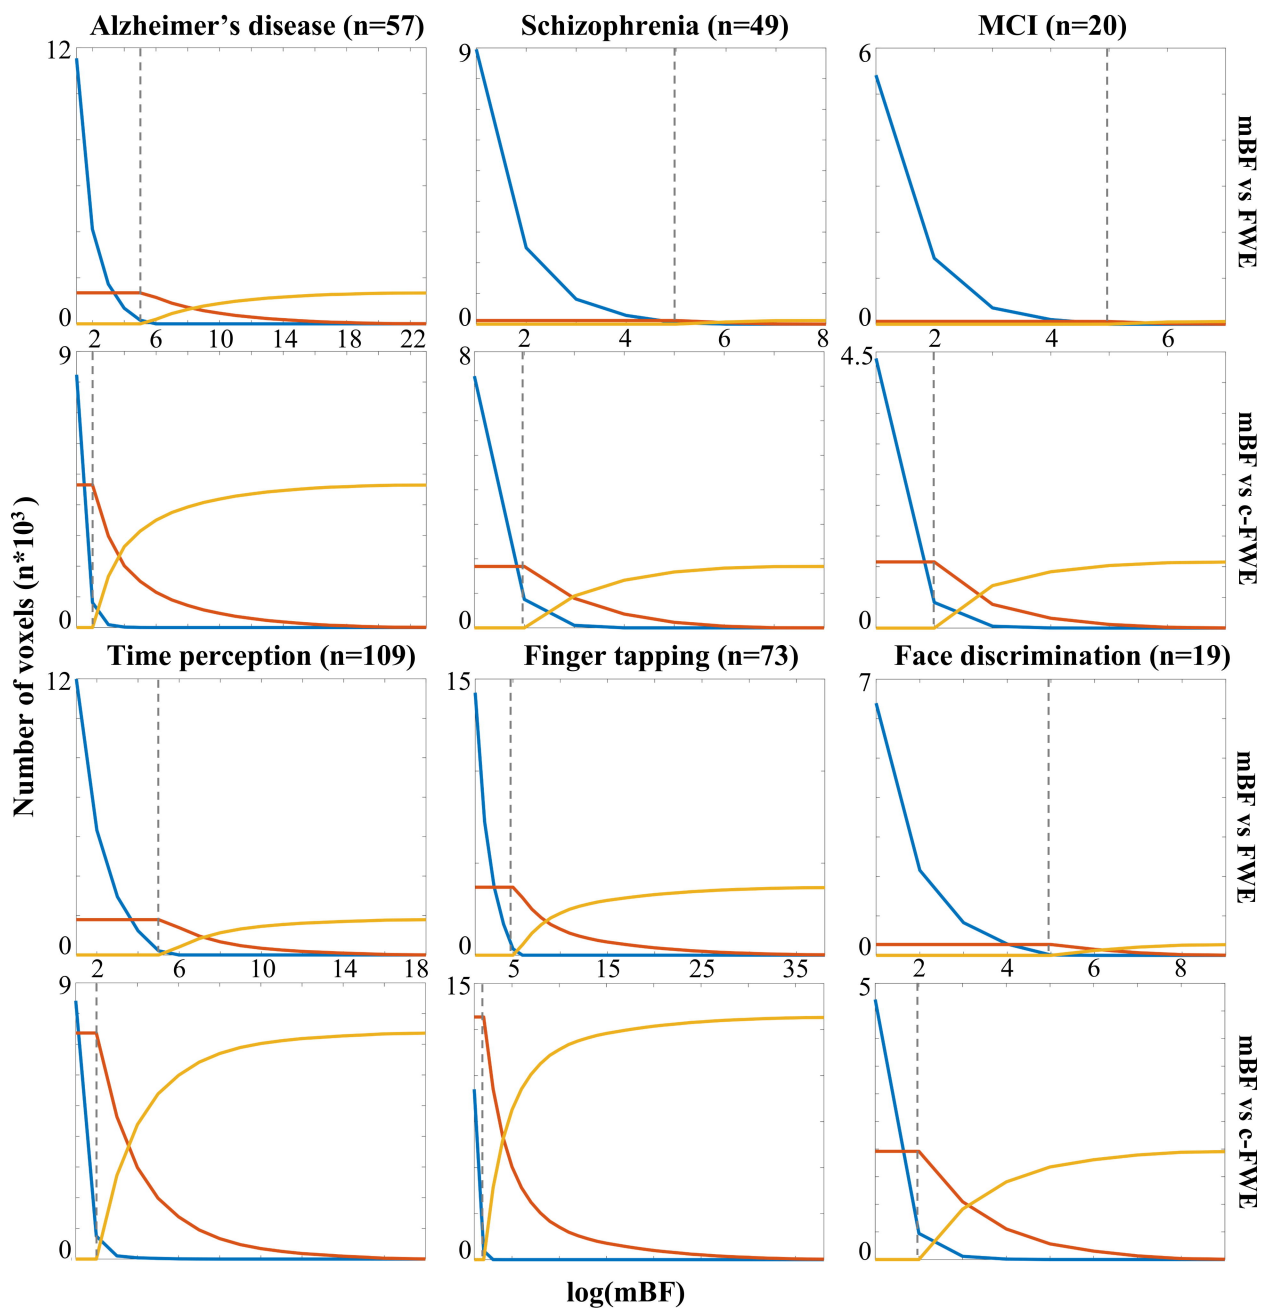 Alzheimer’s disease (n=57) Schizophrenia (n=49) MCI (n=20)
12 9 6
mBF vs FWE
0 0 0
2 6 10 14 18 22 2 4 6 8 2 4 6
9 8 4.5
mBF vs c-FWE
Number of voxels (n*10³ )
0 0 0
Time perception (n=109) Finger tapping (n=73) Face discrimination (n=19)
12 15 7
mBF vs FWE
0 0 0
2 6 10 14 18 5 15 25 35 2 4 6 8
9 15 5
mBF vs c-FWE
0 0 0
log(mBF)